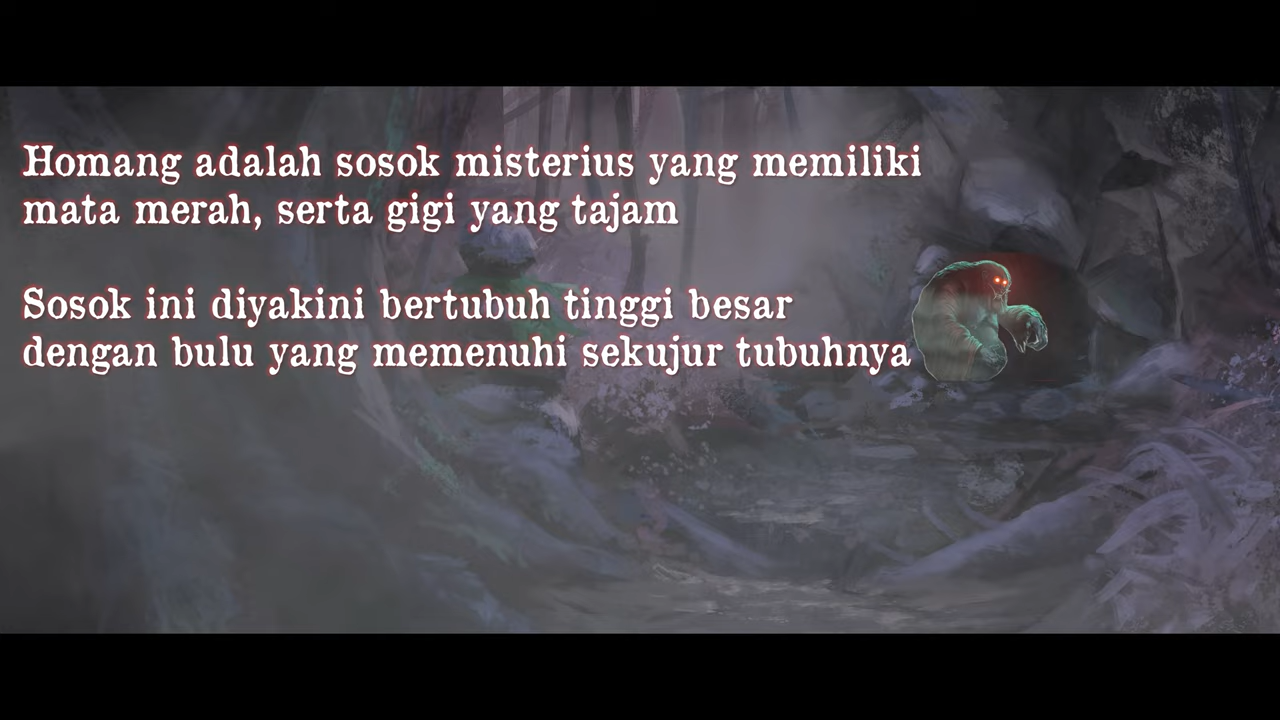 Homang adalah sosok misterius yang memiliki
mata merah, serta gigi yang tajam
Sosok ini diyakini bertubuh tinggi besar
dengan bulu yang memenuhi sekujur tubuhnya